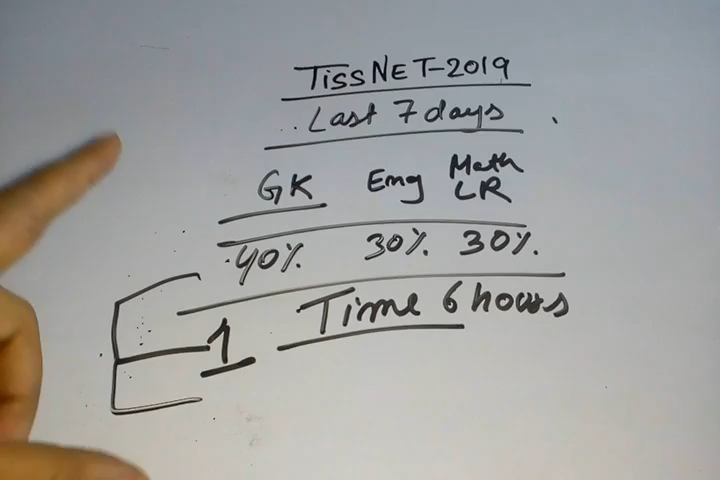 TissNET-2019
Last 7 days
GK Eng Math LR
40% 30% 30%
1 Time 6 hours